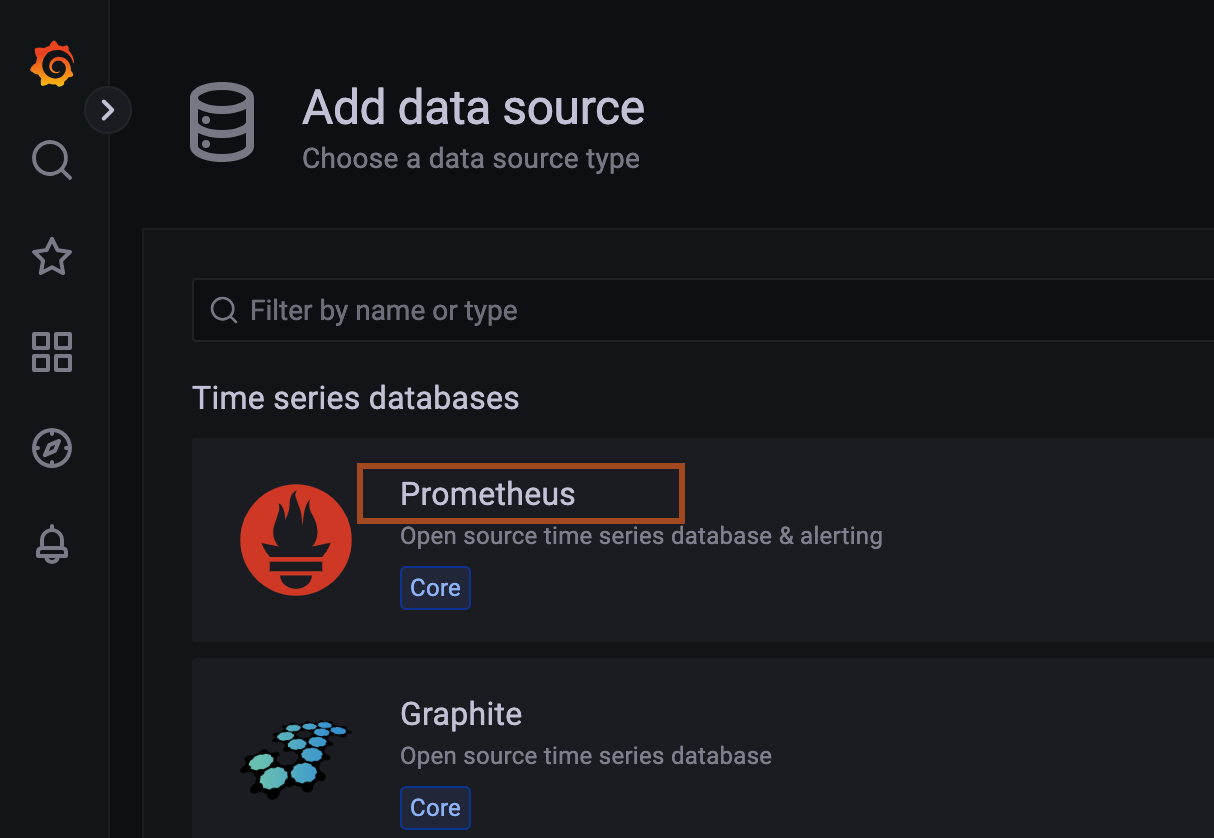 Add data source
Choose a data source type
Filter by name or type
Time series databases
Prometheus
Open source time series database & alerting
Core
Graphite
Open source time series database
Core